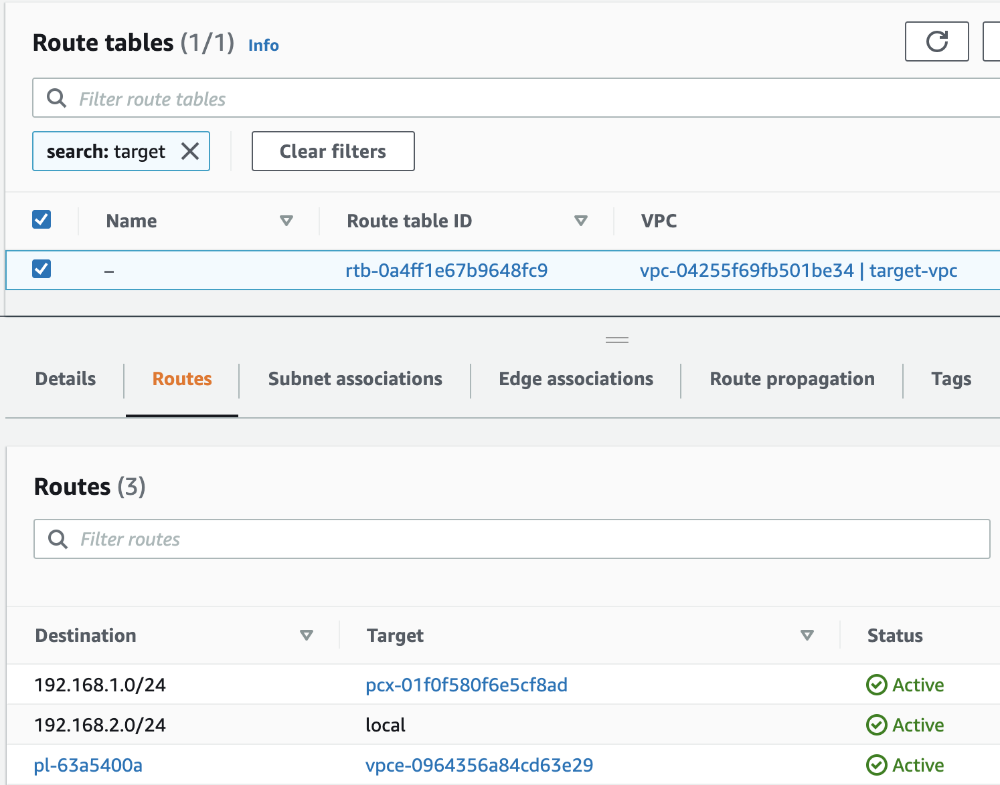 Route tables (1/1) Info
Filter route tables
search: target Clear filters
Name Route table ID VPC
– rtb-0a4ff1e67b9648fc9 vpc-04255f69fb501be34 | target-vpc
Details Routes Subnet associations Edge associations Route propagation Tags
Routes (3)
Filter routes
Destination Target Status
192.168.1.0/24 pcx-01f0f580f6e5cf8ad Active
192.168.2.0/24 local Active
pl-63a5400a vpce-0964356a84cd63e29 Active